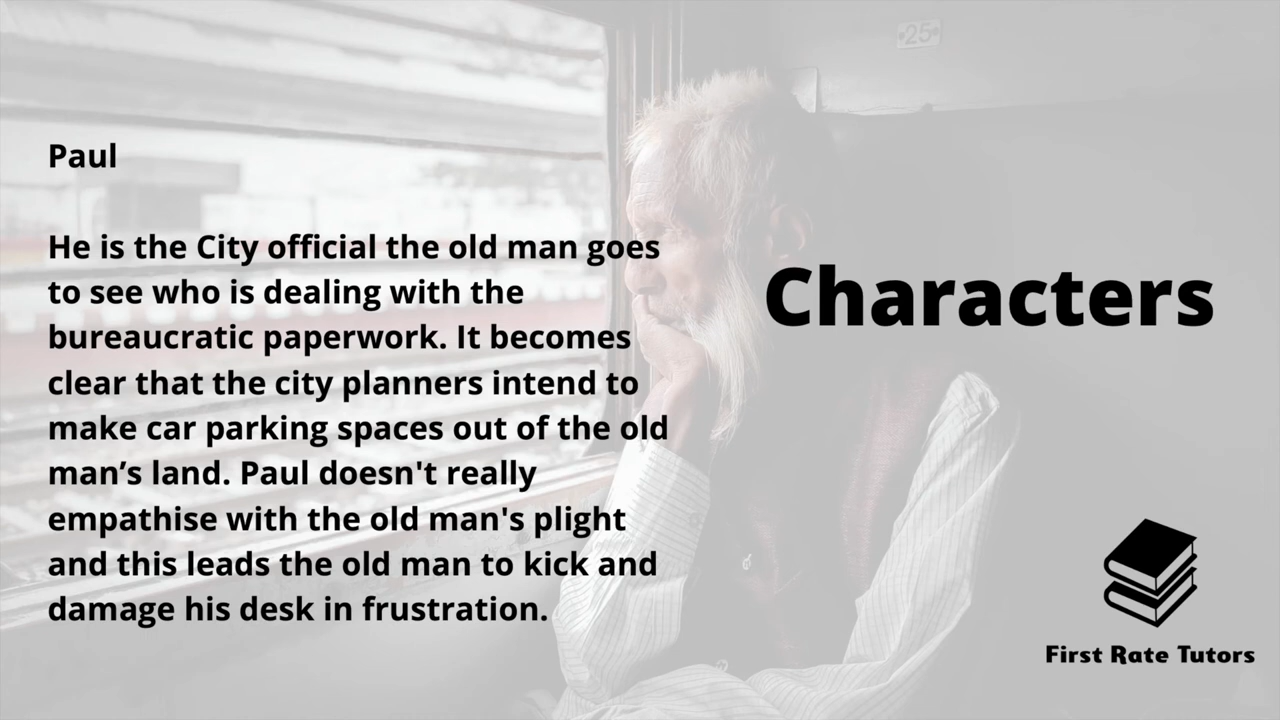 Paul
He is the City official the old man goes
to see who is dealing with the
bureaucratic paperwork. It becomes
clear that the city planners intend to
make car parking spaces out of the old
man’s land. Paul doesn't really
empathise with the old man's plight
and this leads the old man to kick and
damage his desk in frustration.
Characters
25
First Rate Tutors